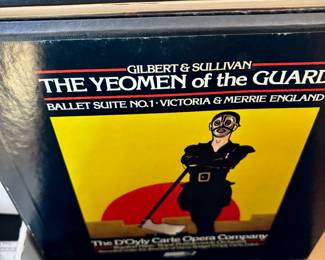 GILBERT & SULLIVAN
THE YEOMEN of the GUARD
BALLET SUITE NO.1 · VICTORIA & MERRIE ENGLAND
The D'Oyly Carte Opera Company